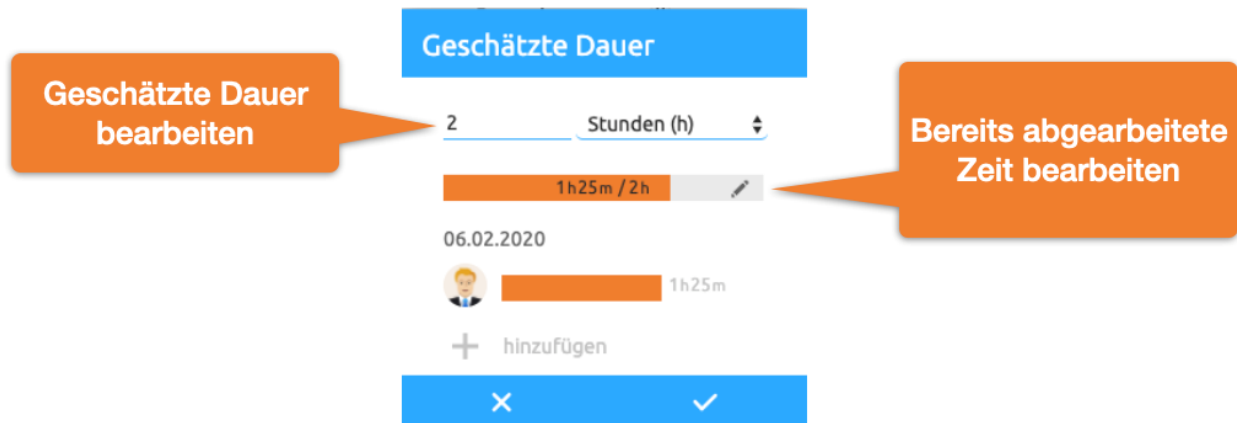 Geschätzte Dauer
Geschätzte Dauer
bearbeiten
2
Stunden (h)
Bereits abgearbeitete
Zeit bearbeiten
1h25m / 2h
06.02.2020
1h25m
hinzufügen